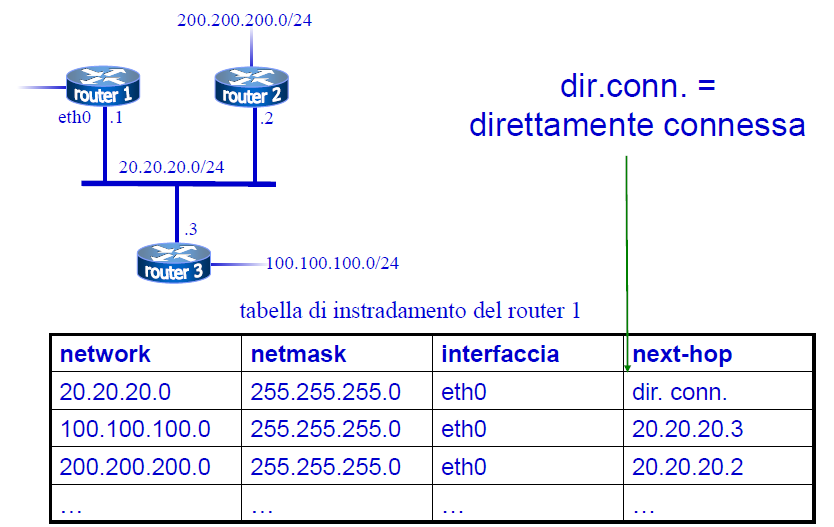 200.200.200.0/24
router 1
router 2
eth0 .1
.2
20.20.20.0/24
.3
router 3
100.100.100.0/24
dir.conn. =
direttamente connessa
tabella di instradamento del router 1
network netmask interfaccia next-hop
20.20.20.0 255.255.255.0 eth0 dir. conn.
100.100.100.0 255.255.255.0 eth0 20.20.20.3
200.200.200.0 255.255.255.0 eth0 20.20.20.2
… … … …